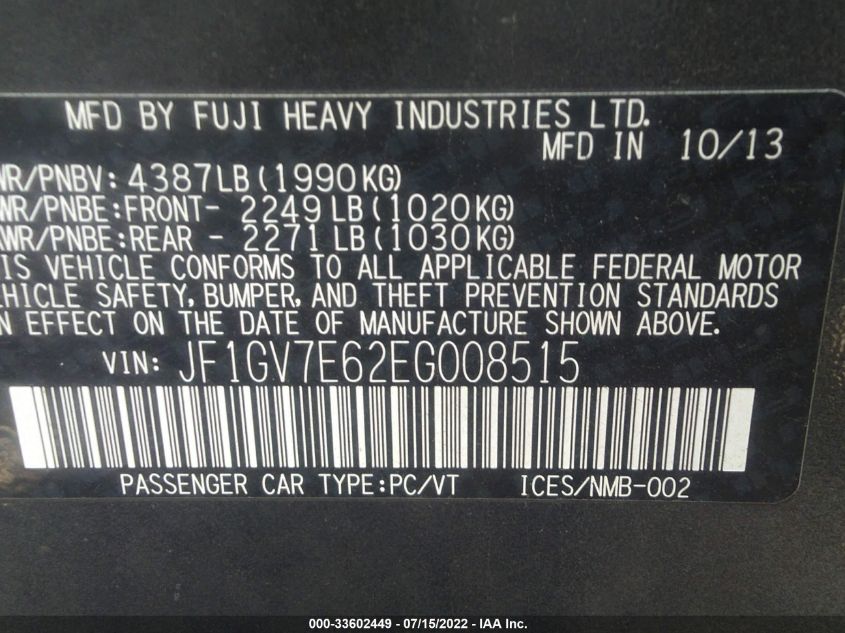 MFD BY FUJI HEAVY INDUSTRIES LTD.
MFD IN 10/13
WR/PNBV: 4387LB (1990KG)
WR/PNBE:FRONT- 2249 LB (1020KG)
WR/PNBE:REAR - 2271 LB (1030KG)
IS VEHICLE CONFORMS TO ALL APPLICABLE FEDERAL MOTOR
HICLE SAFETY, BUMPER, AND THEFT PREVENTION STANDARDS
N EFFECT ON THE DATE OF MANUFACTURE SHOWN ABOVE.
VIN: JF1GV7E62EG008515
PASSENGER CAR TYPE:PC/VT ICES/NMB-002
000-33602449 - 07/15/2022 - IAA Inc.